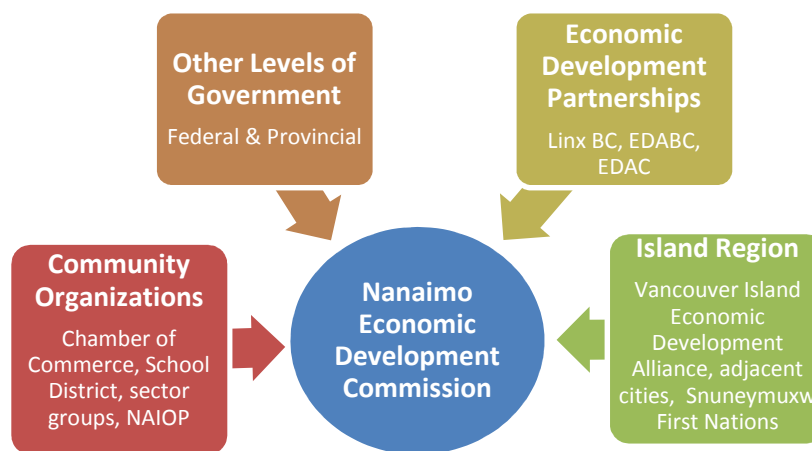 Other Levels of
Government
Federal & Provincial
Economic
Development
Partnerships
Linx BC, EDABC,
EDAC
Community
Organizations
Chamber of
Commerce, School
District, sector
groups, NAIOP
Nanaimo
Economic
Development
Commission
Island Region
Vancouver Island
Economic
Development
Alliance, adjacent
cities, Snuneymuxw
First Nations